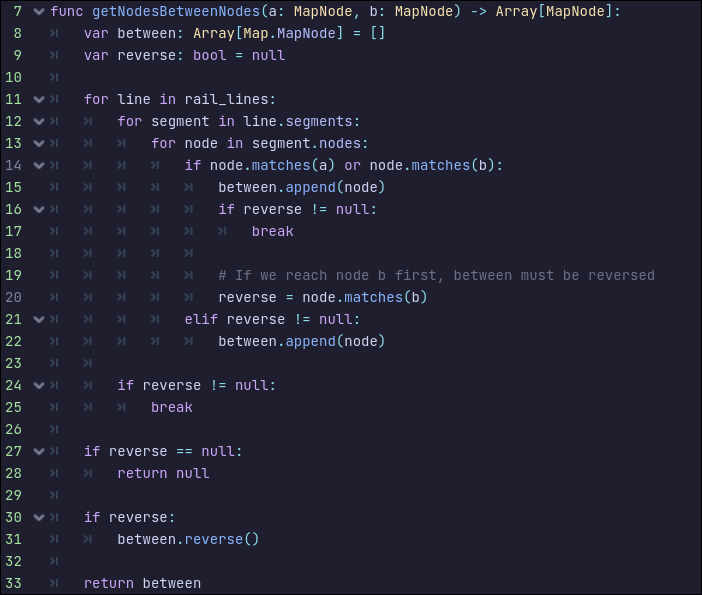 7 func getNodesBetweenNodes(a: MapNode, b: MapNode) -> Array[MapNode]:
8 var between: Array[Map.MapNode] = []
9 var reverse: bool = null
10
11 for line in rail_lines:
12 for segment in line.segments:
13 for node in segment.nodes:
14 if node.matches(a) or node.matches(b):
15 between.append(node)
16 if reverse != null:
17 break
18
19 # If we reach node b first, between must be reversed
20 reverse = node.matches(b)
21 elif reverse != null:
22 between.append(node)
23
24 if reverse != null:
25 break
26
27 if reverse == null:
28 return null
29
30 if reverse:
31 between.reverse()
32
33 return between